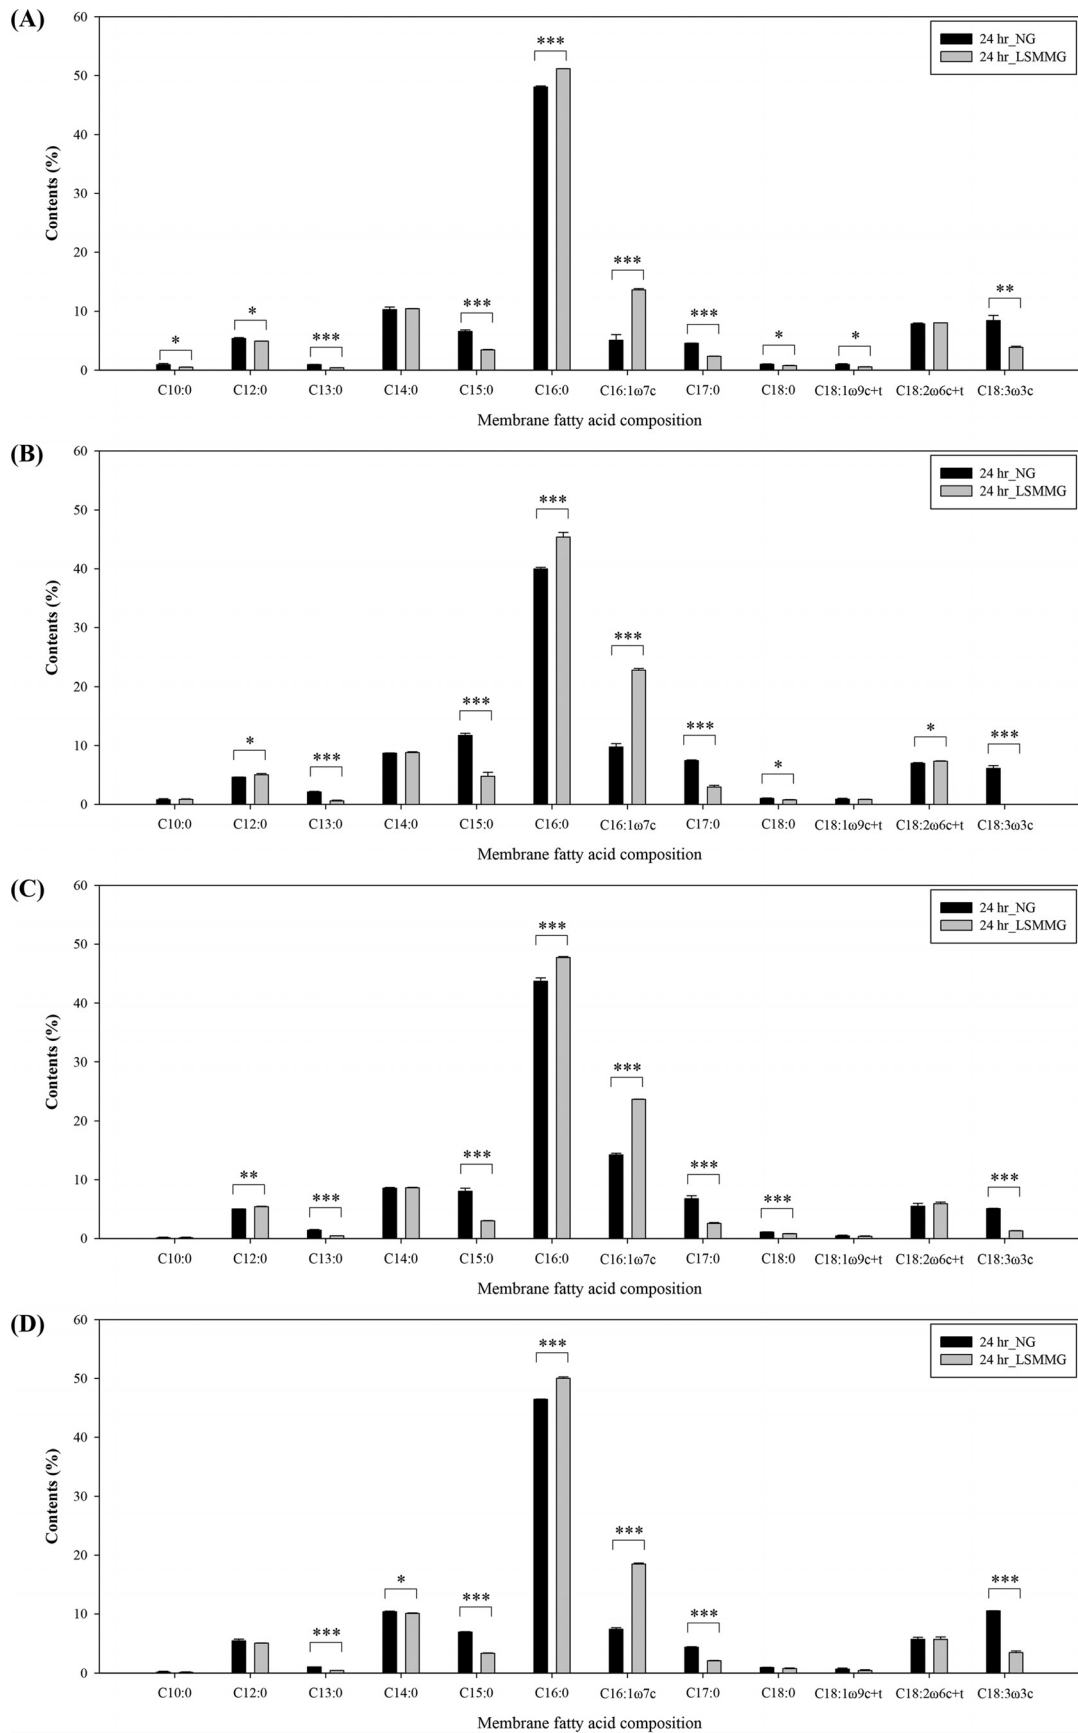 (A)
60
50
40
30
20
10
0
Contents (%)
24 hr_NG
24 hr_LSMMG
***
***
*
*
***
***
***
*
*
**
C10:0 C12:0 C13:0 C14:0 C15:0 C16:0 C16:1ω7c C17:0 C18:0 C18:1ω9c+t C18:2ω6c+t C18:3ω3c
Membrane fatty acid composition
(B)
60
50
40
30
20
10
0
Contents (%)
24 hr_NG
24 hr_LSMMG
***
***
*
***
***
***
*
*
***
C10:0 C12:0 C13:0 C14:0 C15:0 C16:0 C16:1ω7c C17:0 C18:0 C18:1ω9c+t C18:2ω6c+t C18:3ω3c
Membrane fatty acid composition
(C)
60
50
40
30
20
10
0
Contents (%)
24 hr_NG
24 hr_LSMMG
***
***
**
***
***
***
***
***
C10:0 C12:0 C13:0 C14:0 C15:0 C16:0 C16:1ω7c C17:0 C18:0 C18:1ω9c+t C18:2ω6c+t C18:3ω3c
Membrane fatty acid composition
(D)
60
50
40
30
20
10
0
Contents (%)
24 hr_NG
24 hr_LSMMG
***
***
***
*
***
***
***
C10:0 C12:0 C13:0 C14:0 C15:0 C16:0 C16:1ω7c C17:0 C18:0 C18:1ω9c+t C18:2ω6c+t C18:3ω3c
Membrane fatty acid composition